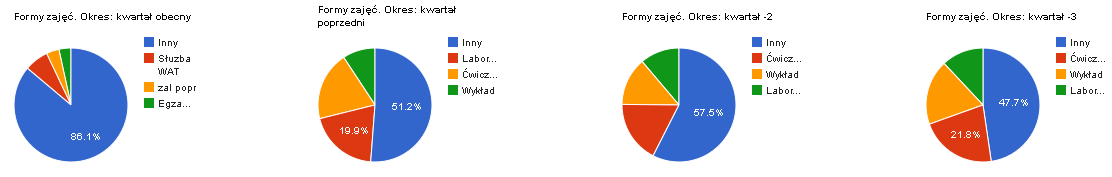 Formy zajęć. Okres: kwartał obecny
Inny
Służba
WAT
zal popr
Egza...
86.1%
Formy zajęć. Okres: kwartał
poprzedni
Inny
Labor...
Ćwicz...
Wykład
51.2%
19.9%
Formy zajęć. Okres: kwartał -2
Inny
Ćwicz...
Wykład
Labor...
57.5%
Formy zajęć. Okres: kwartał -3
Inny
Ćwicz...
Wykład
Labor...
47.7%
21.8%